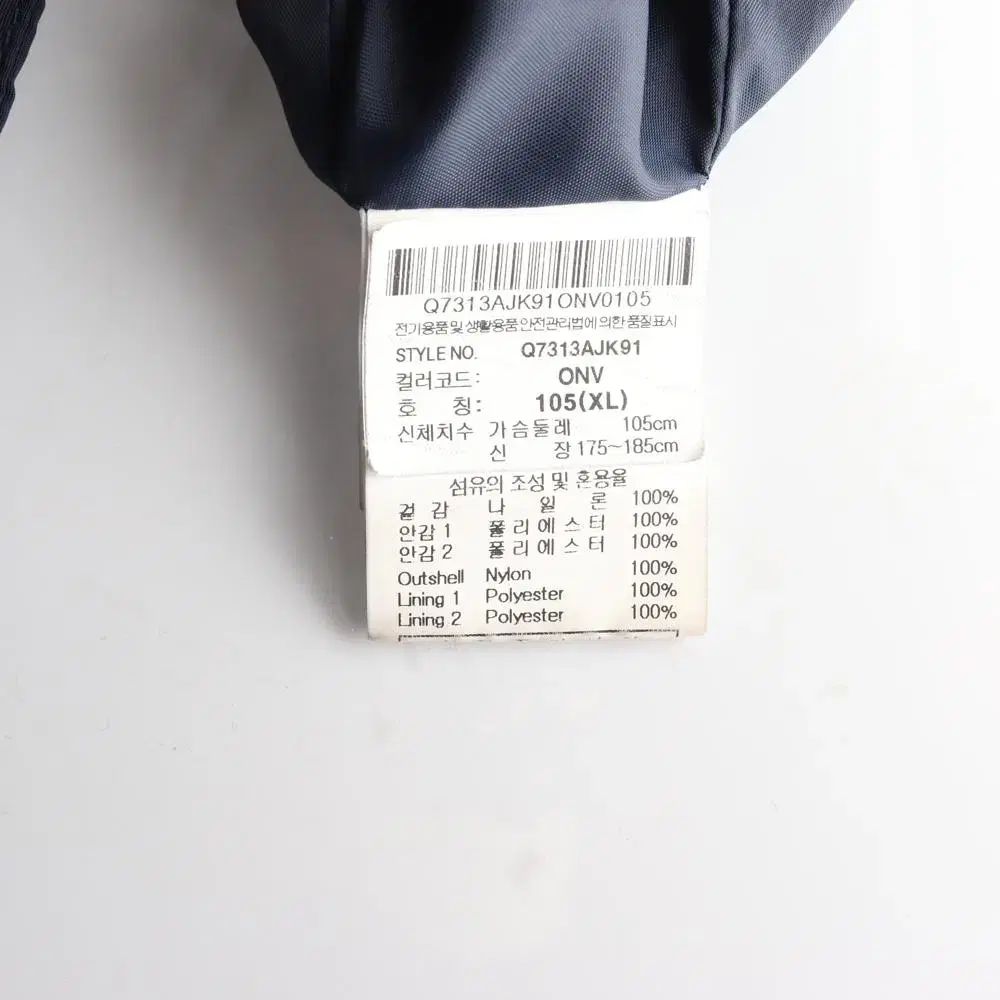 Q7313AJK91ONV0105
전기용품 및 생활용품 안전관리법에 의한 품질표시
STYLE NO. Q7313AJK91
컬러코드: ONV
호 칭: 105(XL)
신체치수 가슴둘레 105cm
신 장 175~185cm
섬유의 조성 및 혼용율
겉 감 나 일 론 100%
안감 1 폴 리 에 스 터 100%
안감 2 폴 리 에 스 터 100%
Outshell Nylon 100%
Lining 1 Polyester 100%
Lining 2 Polyester 100%